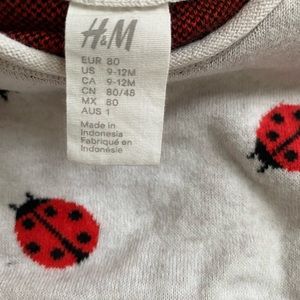 H&M
EUR 80
US 9-12M
CA 9-12M
CN 80/48
MX 80
AUS 1
Made in
Indonesia
Fabriqué en
Indonésie